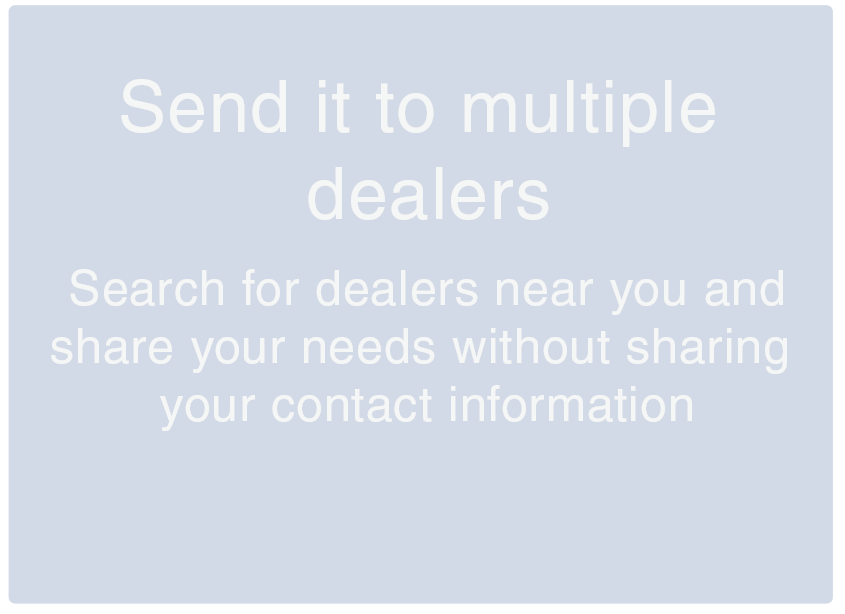 Send it to multiple
dealers
Search for dealers near you and
share your needs without sharing
your contact information